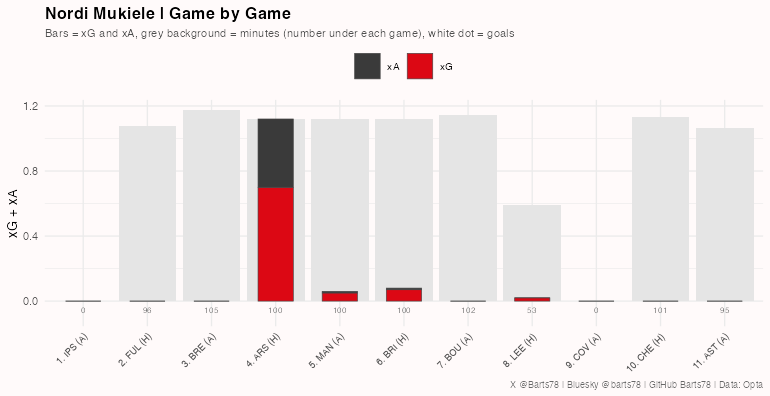 Nordi Mukiele | Game by Game
Bars = xG and xA, grey background = minutes (number under each game), white dot = goals
xA xG
xG + xA
1.2
0.8
0.4
0.0
0 96 105 100 100 100 102 53 0 101 95
1. IPS (A) 2. FUL (H) 3. BRE (A) 4. ARS (H) 5. MAN (A) 6. BRI (H) 7. BOU (A) 8. LEE (H) 9. COV (A) 10. CHE (H) 11. AST (A)
X @Barts78 | Bluesky @barts78 | GitHub Barts78 | Data: Opta